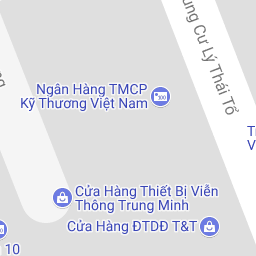 ung Cư Lý Thái Tổ
Ngân Hàng TMCP
Kỹ Thương Việt Nam
T
V
Cửa Hàng Thiết Bị Viễn
Thông Trung Minh
Cửa Hàng ĐTDĐ T&T
10